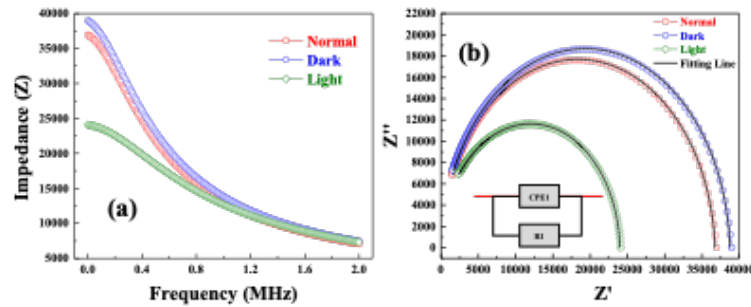 40000
35000
30000
25000
20000
15000
10000
5000
Impedance (Z)
Normal
Dark
Light
(a)
0.0 0.4 0.8 1.2 1.6 2.0
Frequency (MHz)
22000
20000
18000
16000
14000
12000
10000
8000
6000
4000
2000
0
Z''
(b)
Normal
Dark
Light
Fitting Line
CPE1
R1
0 5000 10000 15000 20000 25000 30000 35000 40000
Z'